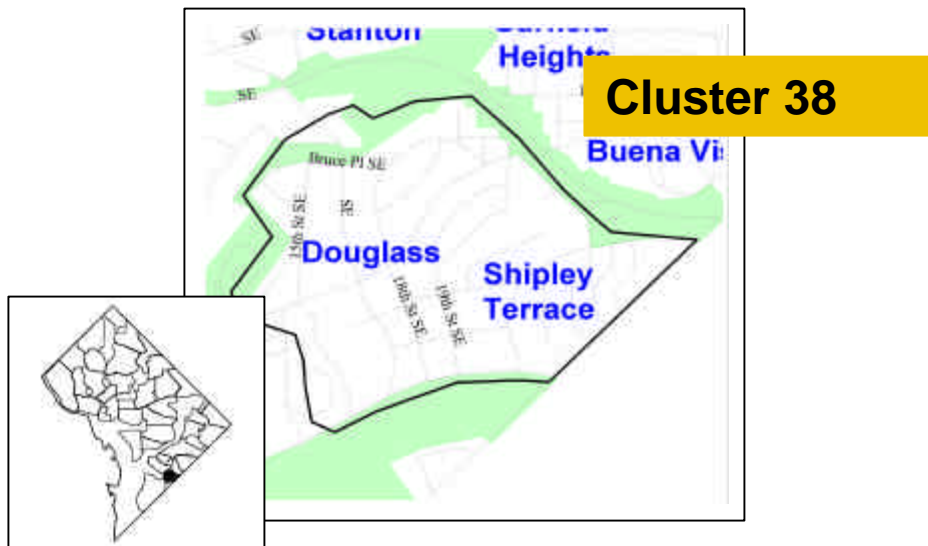 SE
Stanton
Heights
SE
Cluster 38
Bruce Pl SE
Buena Vi
15th St SE
SE
Douglass
Shipley
Terrace
18th St SE
19th St SE